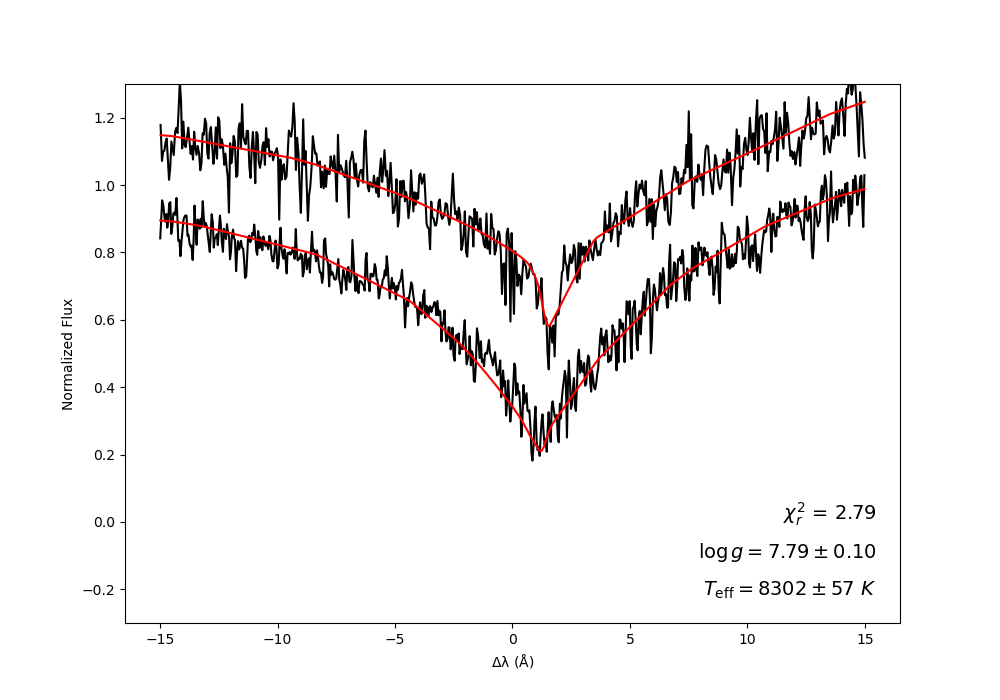 1.2
1.0
0.8
0.6
0.4
0.2
0.0
−0.2
Normalized Flux
χ²ᵣ = 2.79
log g = 7.79 ± 0.10
T_eff = 8302 ± 57 K
−15 −10 −5 0 5 10 15
Δλ (Å)